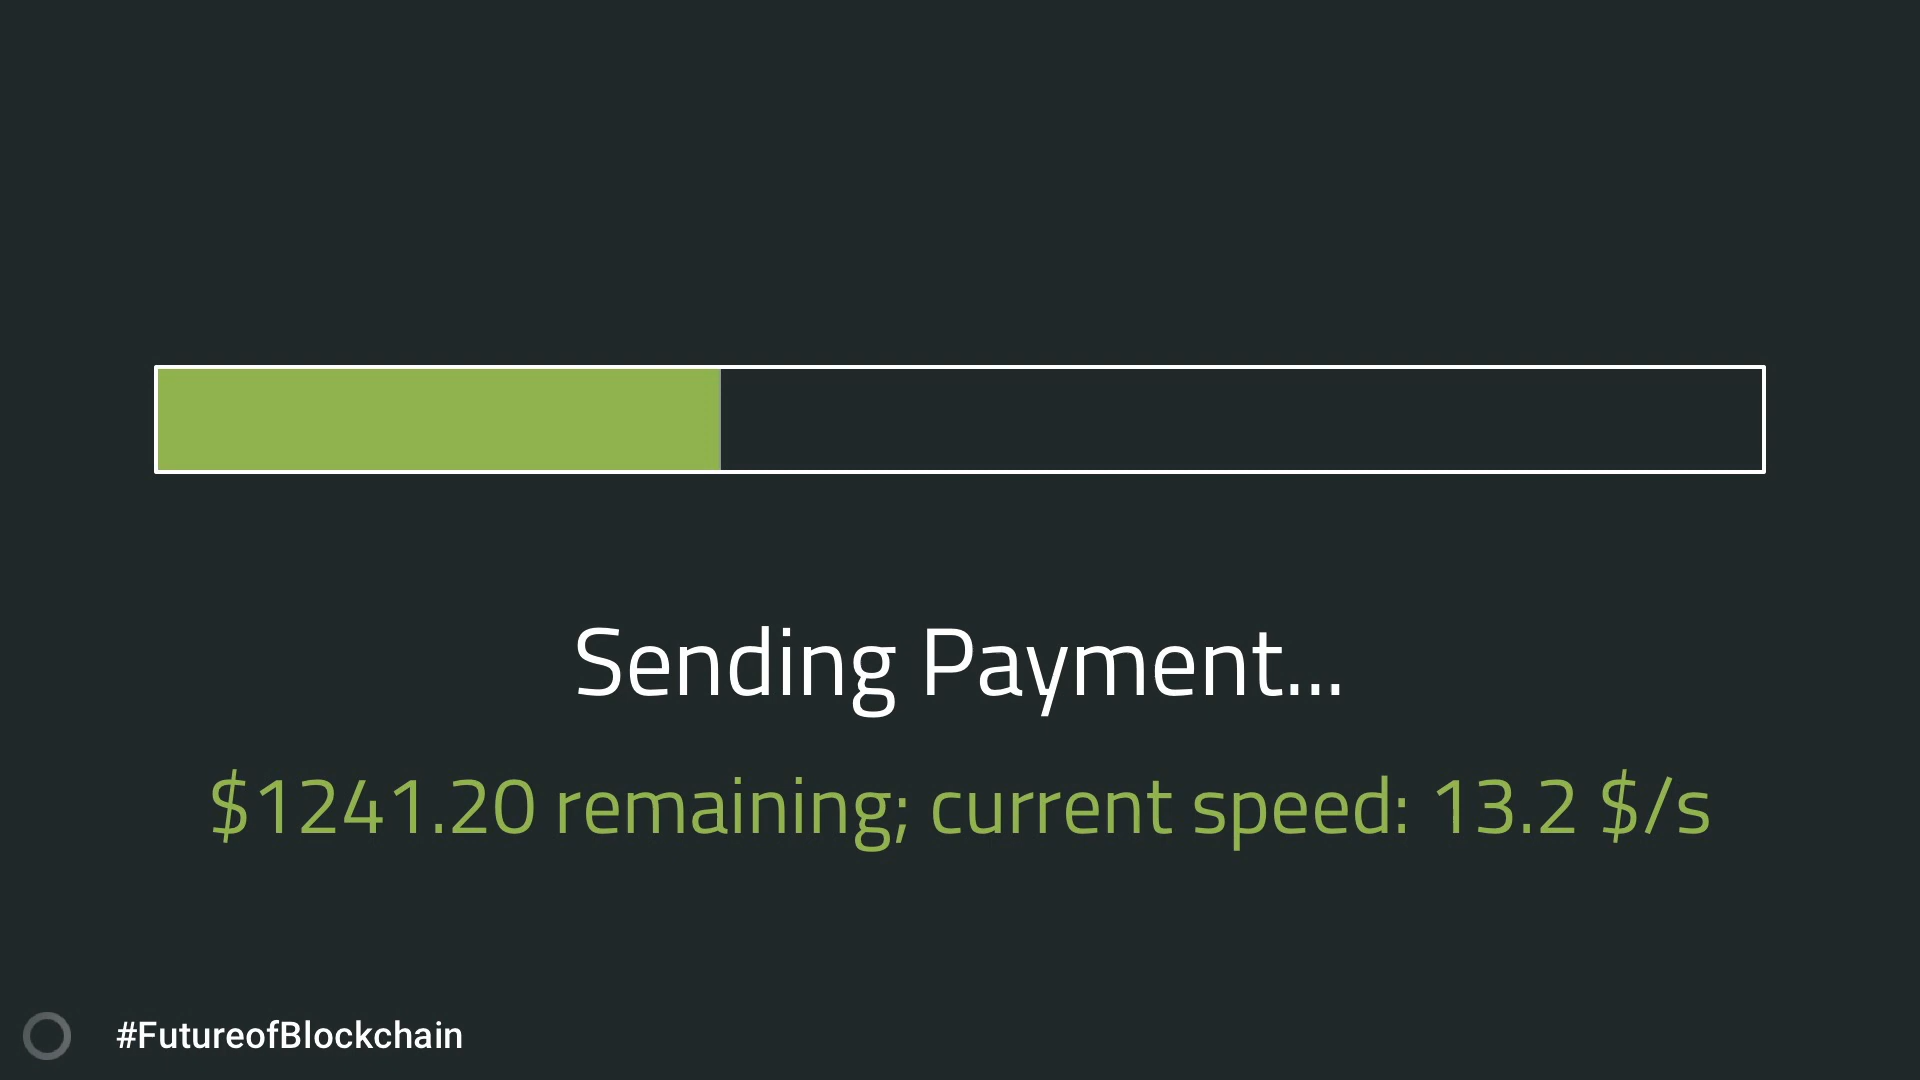 Sending Payment...
$1241.20 remaining; current speed: 13.2 $/s
#FutureofBlockchain